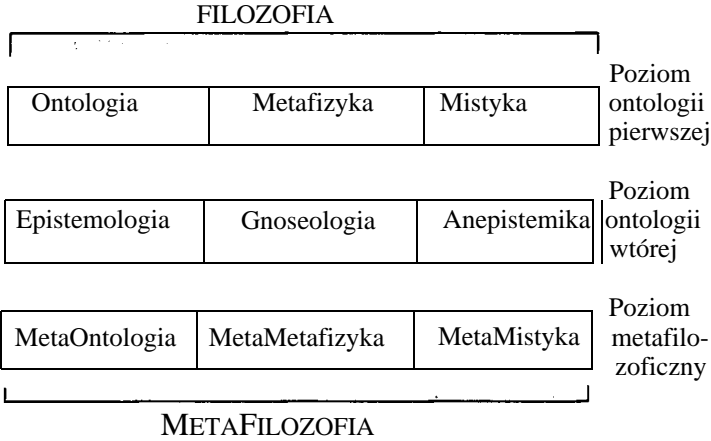 FILOZOFIA
Ontologia Metafizyka Mistyka
Poziom
ontologii
pierwszej
Epistemologia Gnoseologia Anepistemika
Poziom
ontologii
wtórej
MetaOntologia MetaMetafizyka MetaMistyka
Poziom
metafilo-
zoficzny
METAFILOZOFIA